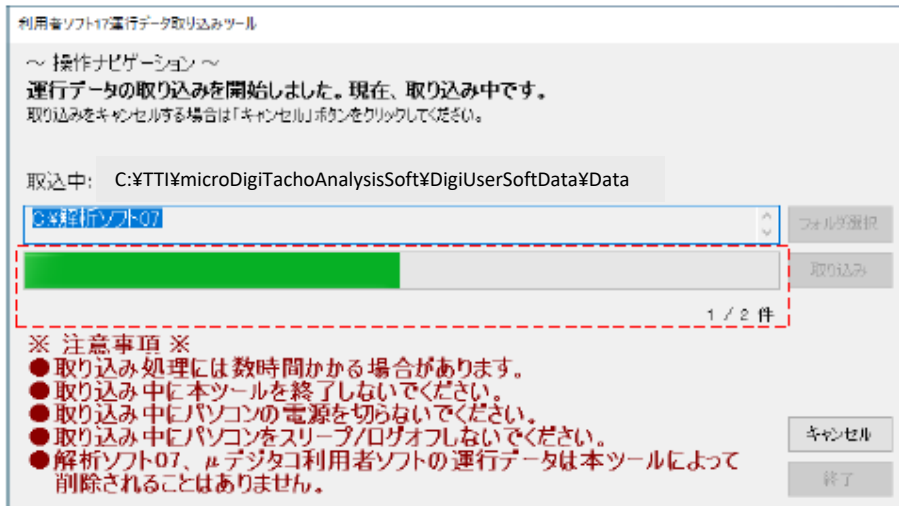 利用者ソフト17運行データ取り込みツール
～ 操作ナビゲーション ～
運行データの取り込みを開始しました。現在、取り込み中です。
取り込みをキャンセルする場合は「キャンセル」ボタンをクリックしてください。
取込中: C:¥TTI¥microDigiTachoAnalysisSoft¥DigiUserSoftData¥Data
C:¥解析ソフト07
フォルダ選択
取り込み
1 / 2 件
※ 注意事項 ※
●取り込み処理には数時間かかる場合があります。
●取り込み中に本ツールを終了しないでください。
●取り込み中にパソコンの電源を切らないでください。
●取り込み中にパソコンをスリープ/ログオフしないでください。
●解析ソフト07、μデジタコ利用者ソフトの運行データは本ツールによって
削除されることはありません。
キャンセル
終了